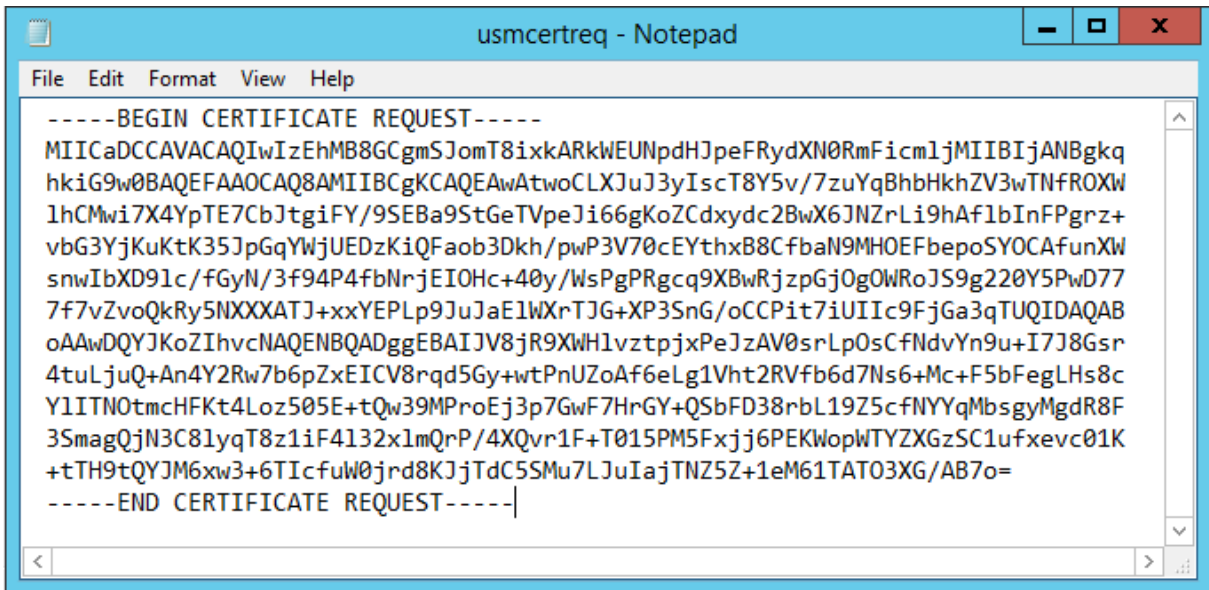 usmcertreq - Notepad
File Edit Format View Help
-----BEGIN CERTIFICATE REQUEST-----
MIICaDCCAVACAQIwIzEhMB8GCgmSJomT8ixkARkWEUNpdHJpeFRydXN0RmFicmljMIIBIjANBgkq
hkiG9w0BAQEFAAOCAQ8AMIIBCgKCAQEAwAtwoCLXJuJ3yIscT8Y5v/7zuYqBhbHkhZV3wTNfROXW
lhCMwi7X4YpTE7CbJtgiFY/9SEBa9StGeTVpeJi66gKoZCdxydc2BwX6JNZrLi9hAflbInFPgrz+
vbG3YjKuKtK35JpGqYWjUEDzKiQFaob3Dkh/pwP3V70cEYthxB8CfbaN9MHOEFbepoSYOCAfunXW
snwIbXD9lc/fGyN/3f94P4fbNrjEIOHc+40y/WsPgPRgcq9XBwRjzpGjOgOWRoJS9g220Y5PwD77
7f7vZvoQkRy5NXXXATJ+xxYEPLp9JuJaElWXrTJG+XP3SnG/oCCPit7iUIIc9FjGa3qTUQIDAQAB
oAAwDQYJKoZIhvcNAQENBQADggEBAIJV8jR9XWHlvztpjxPeJzAV0srLpOsCfNdvYn9u+I7J8Gsr
4tuLjuQ+An4Y2Rw7b6pZxEICV8rqd5Gy+wtPnUZoAf6eLg1Vht2RVfb6d7Ns6+Mc+F5bFegLHs8c
YlITNOtmcHFKt4Loz505E+tQw39MProEj3p7GwF7HrGY+QSbFD38rbL19Z5cfNYYqMbsgyMgdR8F
3SmagQjN3C8lyqT8z1iF4l32xlmQrP/4XQvr1F+T015PM5Fxjj6PEKWopWTYZXGzSC1ufxevc01K
+tTH9tQYJM6xw3+6TIcfuW0jrd8KJjTdC5SMu7LJuIajTNZ5Z+1eM61TATO3XG/AB7o=
-----END CERTIFICATE REQUEST-----